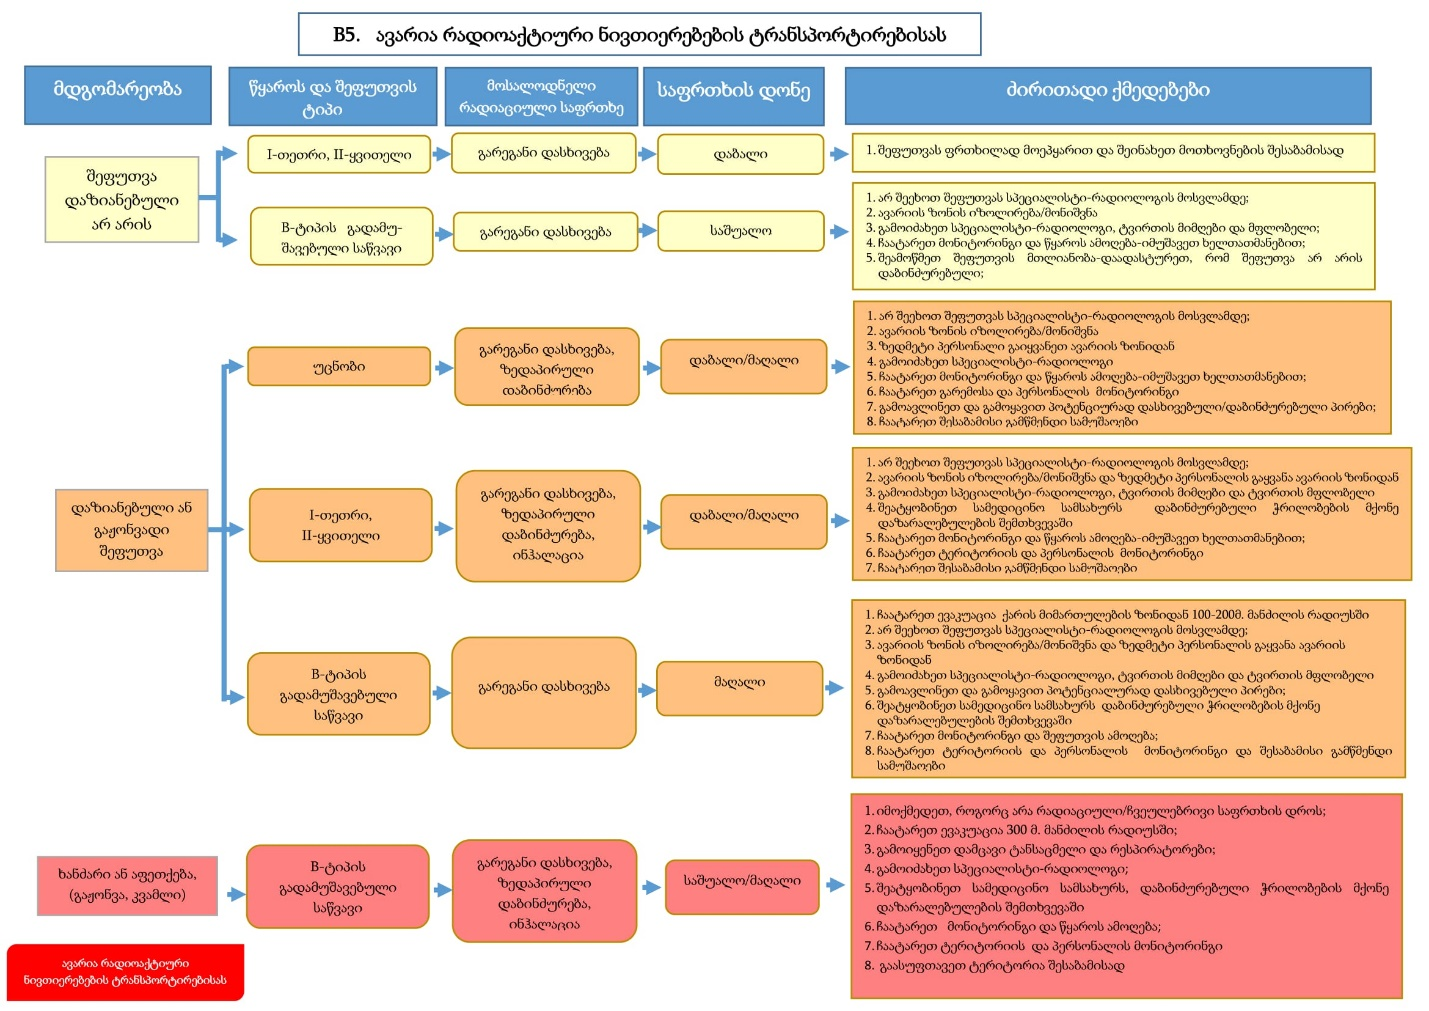 B5. ავარია რადიოაქტიური ნივთიერებების ტრანსპორტირებისას
მდგომარეობა
წყაროს და შეფუთვის
ტიპი
მოსალოდნელი
რადიაციული საფრთხე
საფრთხის დონე
ძირითადი ქმედებები
შეფუთვა
დაზიანებული
არ არის
I-თეთრი, II-ყვითელი
გარეგანი დასხივება
დაბალი
1. შეფუთვას ფრთხილად მოეპყარით და შეინახეთ მოთხოვნების შესაბამისად
B-ტიპის გადამუ-
შავებული საწვავი
გარეგანი დასხივება
საშუალო
1. არ შეეხოთ შეფუთვას სპეციალისტი-რადიოლოგის მოსვლამდე;
2. ავარიის ზონის იზოლირება/მონიშვნა
3. გამოიძახეთ სპეციალისტი-რადიოლოგი, ტვირთის მიმღები და მფლობელი;
4. ჩაატარეთ მონიტორინგი და წყაროს ამოღება-იმუშავეთ ხელთათმანებით;
5. შეამოწმეთ შეფუთვის მთლიანობა-დაადასტურეთ, რომ შეფუთვა არ არის
დაბინძურებული;
დაზიანებული ან
გაჟონვადი
შეფუთვა
უცნობი
გარეგანი დასხივება,
ზედაპირული
დაბინძურება
დაბალი/მაღალი
1. არ შეეხოთ შეფუთვას სპეციალისტი-რადიოლოგის მოსვლამდე;
2. ავარიის ზონის იზოლირება/მონიშვნა
3. ზედმეტი პერსონალი გაიყვანეთ ავარიის ზონიდან
4. გამოიძახეთ სპეციალისტი-რადიოლოგი
5. ჩაატარეთ მონიტორინგი და წყაროს ამოღება-იმუშავეთ ხელთათმანებით;
6. ჩაატარეთ გარემოსა და პერსონალის მონიტორინგი
7. გამოავლინეთ და გამოყავით პოტენციურად დასხივებული/დაბინძურებული პირები;
8. ჩაატარეთ შესაბამისი გამწმენდი სამუშაოები
I-თეთრი,
II-ყვითელი
გარეგანი დასხივება,
ზედაპირული
დაბინძურება,
ინჰალაცია
დაბალი/მაღალი
1. არ შეეხოთ შეფუთვას სპეციალისტი-რადიოლოგის მოსვლამდე;
2. ავარიის ზონის იზოლირება/მონიშვნა და ზედმეტი პერსონალის გაყვანა ავარიის ზონიდან
3. გამოიძახეთ სპეციალისტი-რადიოლოგი, ტვირთის მიმღები და ტვირთის მფლობელი
4. შეატყობინეთ სამედიცინო სამსახურს დაბინძურებული ჭრილობების მქონე
დაზარალებულების შემთხვევაში
5. ჩაატარეთ მონიტორინგი და წყაროს ამოღება-იმუშავეთ ხელთათმანებით;
6. ჩაატარეთ ტერიტორიის და პერსონალის მონიტორინგი
7. ჩაატარეთ შესაბამისი გამწმენდი სამუშაოები
B-ტიპის
გადამუშავებული
საწვავი
გარეგანი დასხივება
მაღალი
1. ჩაატარეთ ევაკუაცია ქარის მიმართულების ზონიდან 100-200მ. მანძილის რადიუსში
2. არ შეეხოთ შეფუთვას სპეციალისტი-რადიოლოგის მოსვლამდე;
3. ავარიის ზონის იზოლირება/მონიშვნა და ზედმეტი პერსონალის გაყვანა ავარიის
ზონიდან
4. გამოიძახეთ სპეციალისტი-რადიოლოგი, ტვირთის მიმღები და ტვირთის მფლობელი
5. გამოავლინეთ და გამოყავით პოტენციალურად დასხივებული პირები;
6. შეატყობინეთ სამედიცინო სამსახურს დაბინძურებული ჭრილობების მქონე
დაზარალებულების შემთხვევაში
7. ჩაატარეთ მონიტორინგი და შეფუთვის ამოღება;
8. ჩაატარეთ ტერიტორიის და პერსონალის მონიტორინგი და შესაბამისი გამწმენდი
სამუშაოები
ხანძარი ან აფეთქება,
(გაჟონვა, კვამლი)
B-ტიპის
გადამუშავებული
საწვავი
გარეგანი დასხივება,
ზედაპირული
დაბინძურება,
ინჰალაცია
საშუალო/მაღალი
1. იმოქმედეთ, როგორც არა რადიაციული/ჩვეულებრივი საფრთხის დროს;
2. ჩაატარეთ ევაკუაცია 300 მ. მანძილის რადიუსში;
3. გამოიყენეთ დამცავი ტანსაცმელი და რესპირატორები;
4. გამოიძახეთ სპეციალისტი-რადიოლოგი;
5. შეატყობინეთ სამედიცინო სამსახურს, დაბინძურებული ჭრილობების მქონე
დაზარალებულების შემთხვევაში
6. ჩაატარეთ მონიტორინგი და წყაროს ამოღება;
7. ჩაატარეთ ტერიტორიის და პერსონალის მონიტორინგი
8. გაასუფთავეთ ტერიტორია შესაბამისად
ავარია რადიოაქტიური
ნივთიერებების ტრანსპორტირებისას